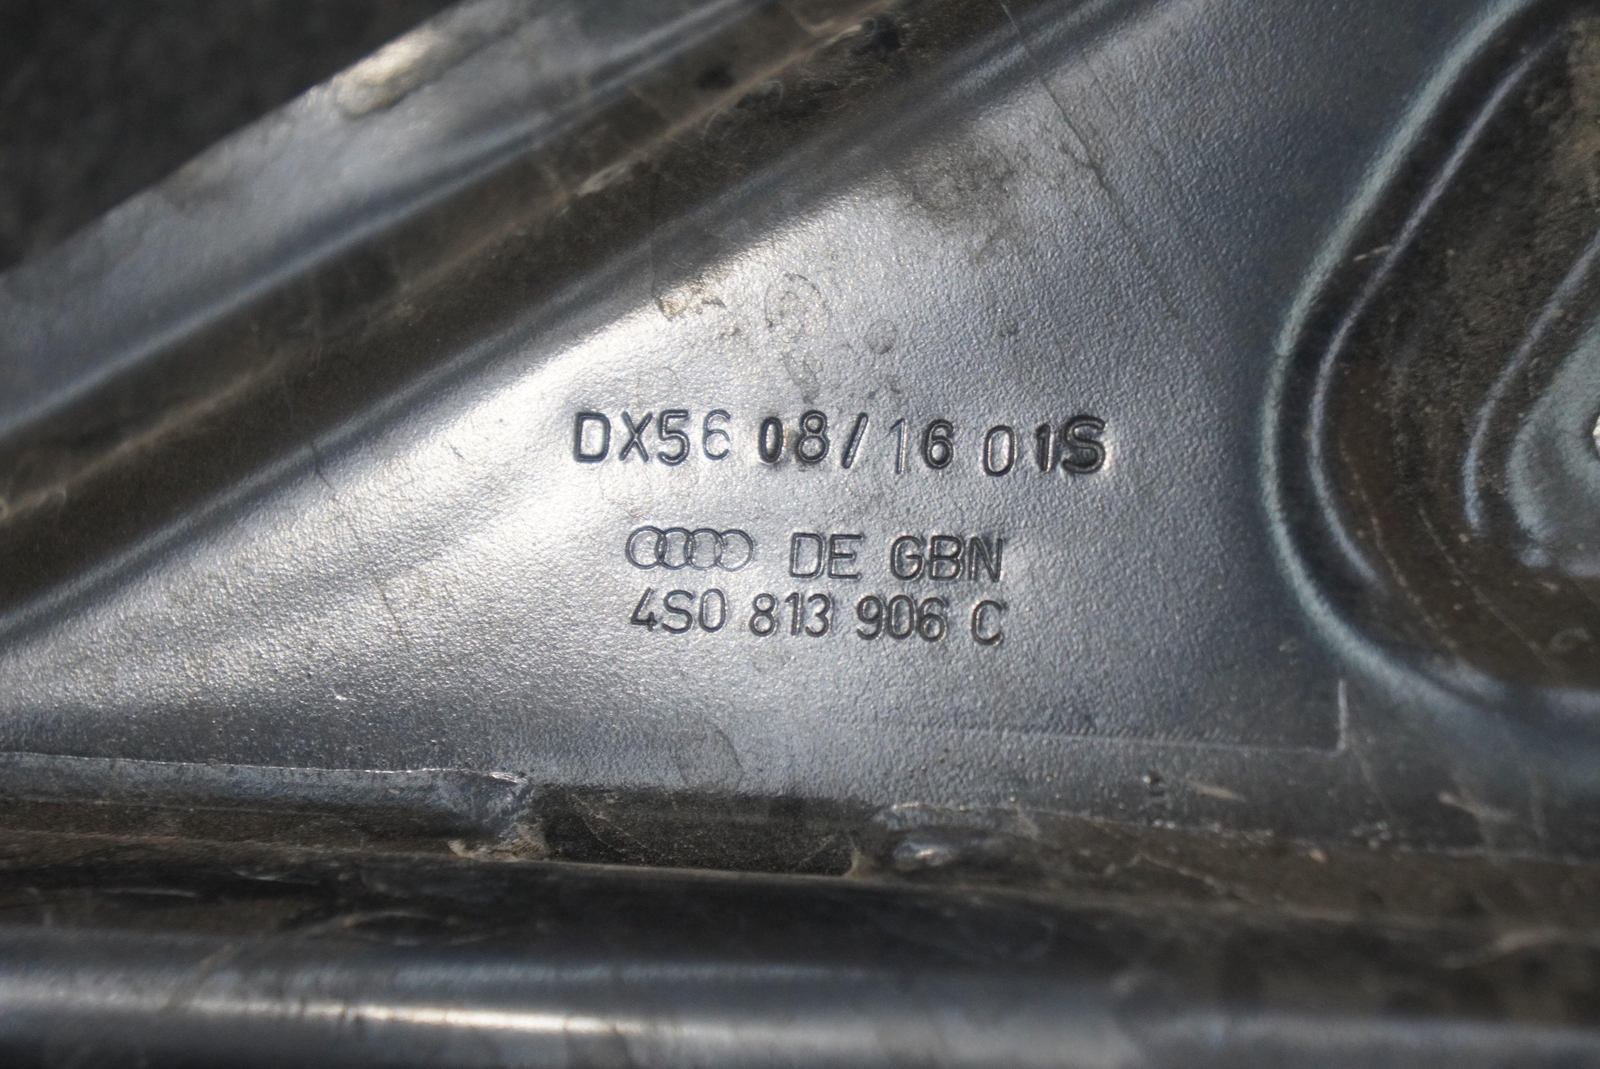 DX56 08/16 01S
DE GBN
4S0 813 906 C